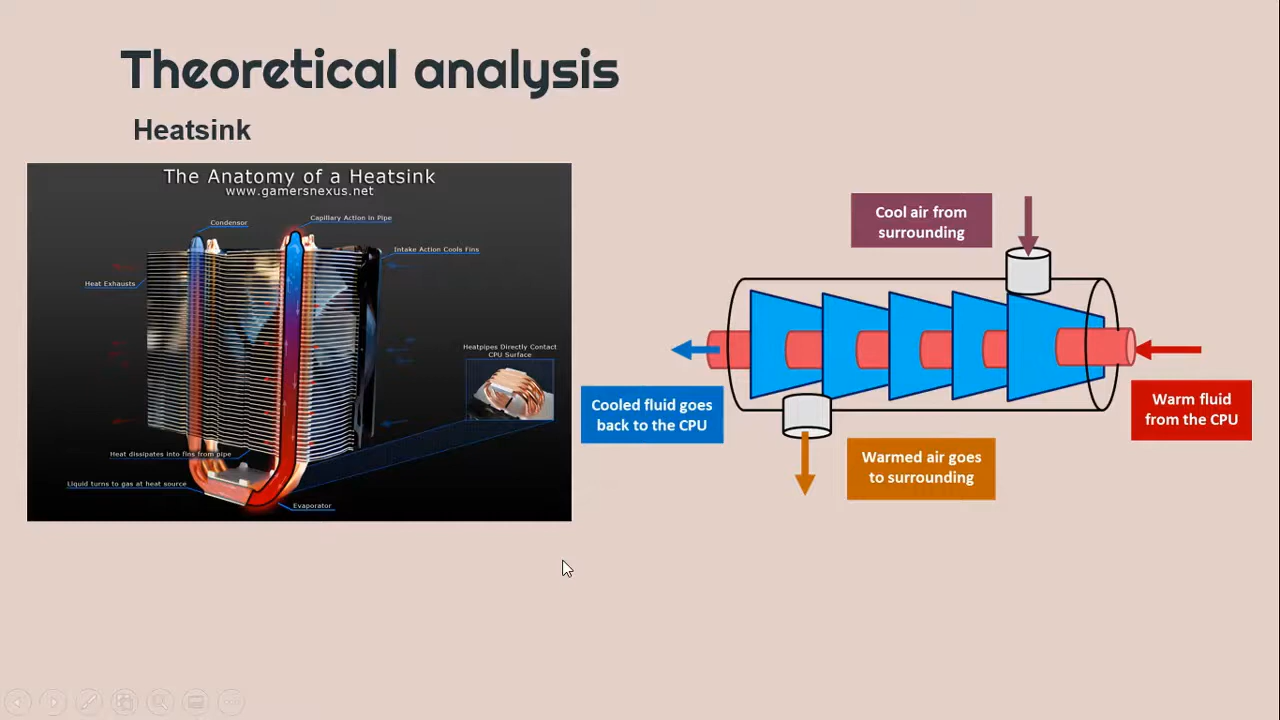 Theoretical analysis
Heatsink
The Anatomy of a Heatsink
www.gamersnexus.net
Condensor
Capillary Action in Pipe
Intake Action Cools Fins
Heat Exhausts
Heatpipes Directly Contact
CPU Surface
Heat dissipates into fins from pipe
Liquid turns to gas at heat source
Evaporator
Cool air from
surrounding
Cooled fluid goes
back to the CPU
Warm fluid
from the CPU
Warmed air goes
to surrounding